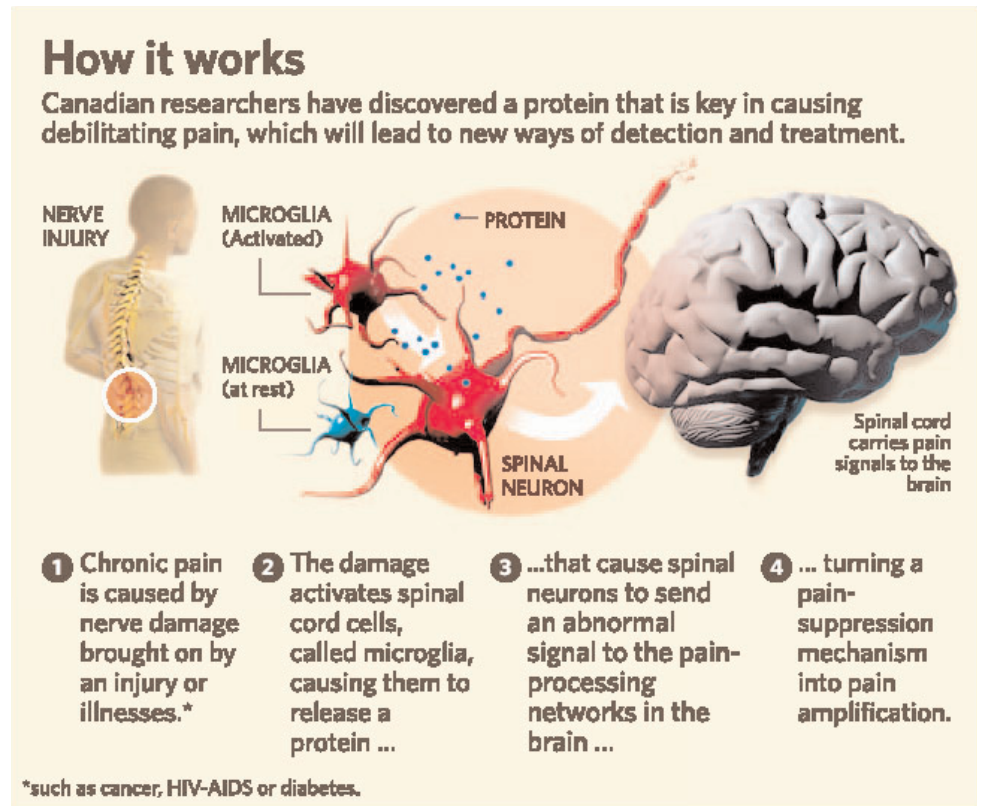 How it works
Canadian researchers have discovered a protein that is key in causing
debilitating pain, which will lead to new ways of detection and treatment.
NERVE
INJURY
MICROGLIA
(Activated)
PROTEIN
MICROGLIA
(at rest)
SPINAL
NEURON
Spinal cord
carries pain
signals to the
brain
1 Chronic pain
is caused by
nerve damage
brought on by
an injury or
illnesses.*
2 The damage
activates spinal
cord cells,
called microglia,
causing them to
release a
protein ...
3 ...that cause spinal
neurons to send
an abnormal
signal to the pain-
processing
networks in the
brain ...
4 ... turning a
pain-
suppression
mechanism
into pain
amplification.
*such as cancer, HIV-AIDS or diabetes.